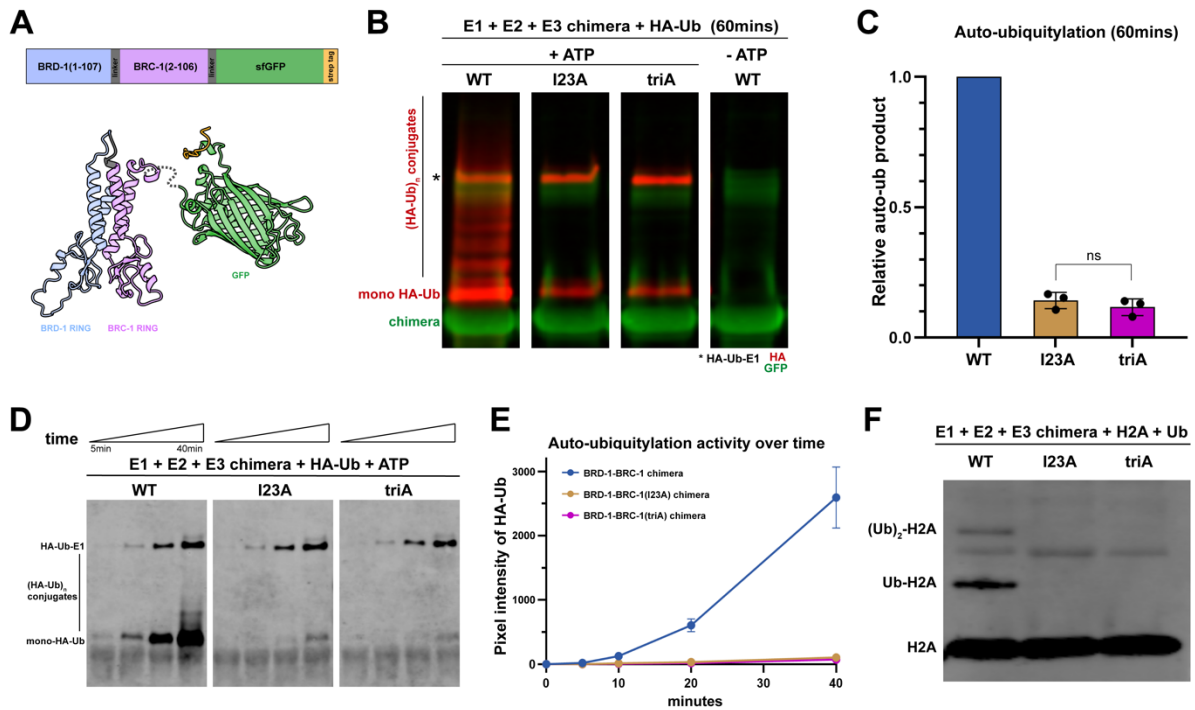 A
BRD-1(1-107)
linker
BRC-1(2-106)
linker
sfGFP
strep tag
BRD-1 RING
BRC-1 RING
GFP
B
E1 + E2 + E3 chimera + HA-Ub (60mins)
+ ATP
- ATP
WT
I23A
triA
WT
(HA-Ub)n conjugates
*
mono HA-Ub
chimera
* HA-Ub-E1
HA
GFP
C
Auto-ubiquitylation (60mins)
Relative auto-ub product
1.0
0.5
0.0
ns
WT
I23A
triA
D
time
5min
40min
E1 + E2 + E3 chimera + HA-Ub + ATP
WT
I23A
triA
HA-Ub-E1
(HA-Ub)n
conjugates
mono-HA-Ub
E
Auto-ubiquitylation activity over time
Pixel intensity of HA-Ub
3000
2000
1000
0
BRD-1-BRC-1 chimera
BRD-1-BRC-1(I23A) chimera
BRD-1-BRC-1(triA) chimera
0
10
20
30
40
minutes
F
E1 + E2 + E3 chimera + H2A + Ub
WT
I23A
triA
(Ub)2-H2A
Ub-H2A
H2A